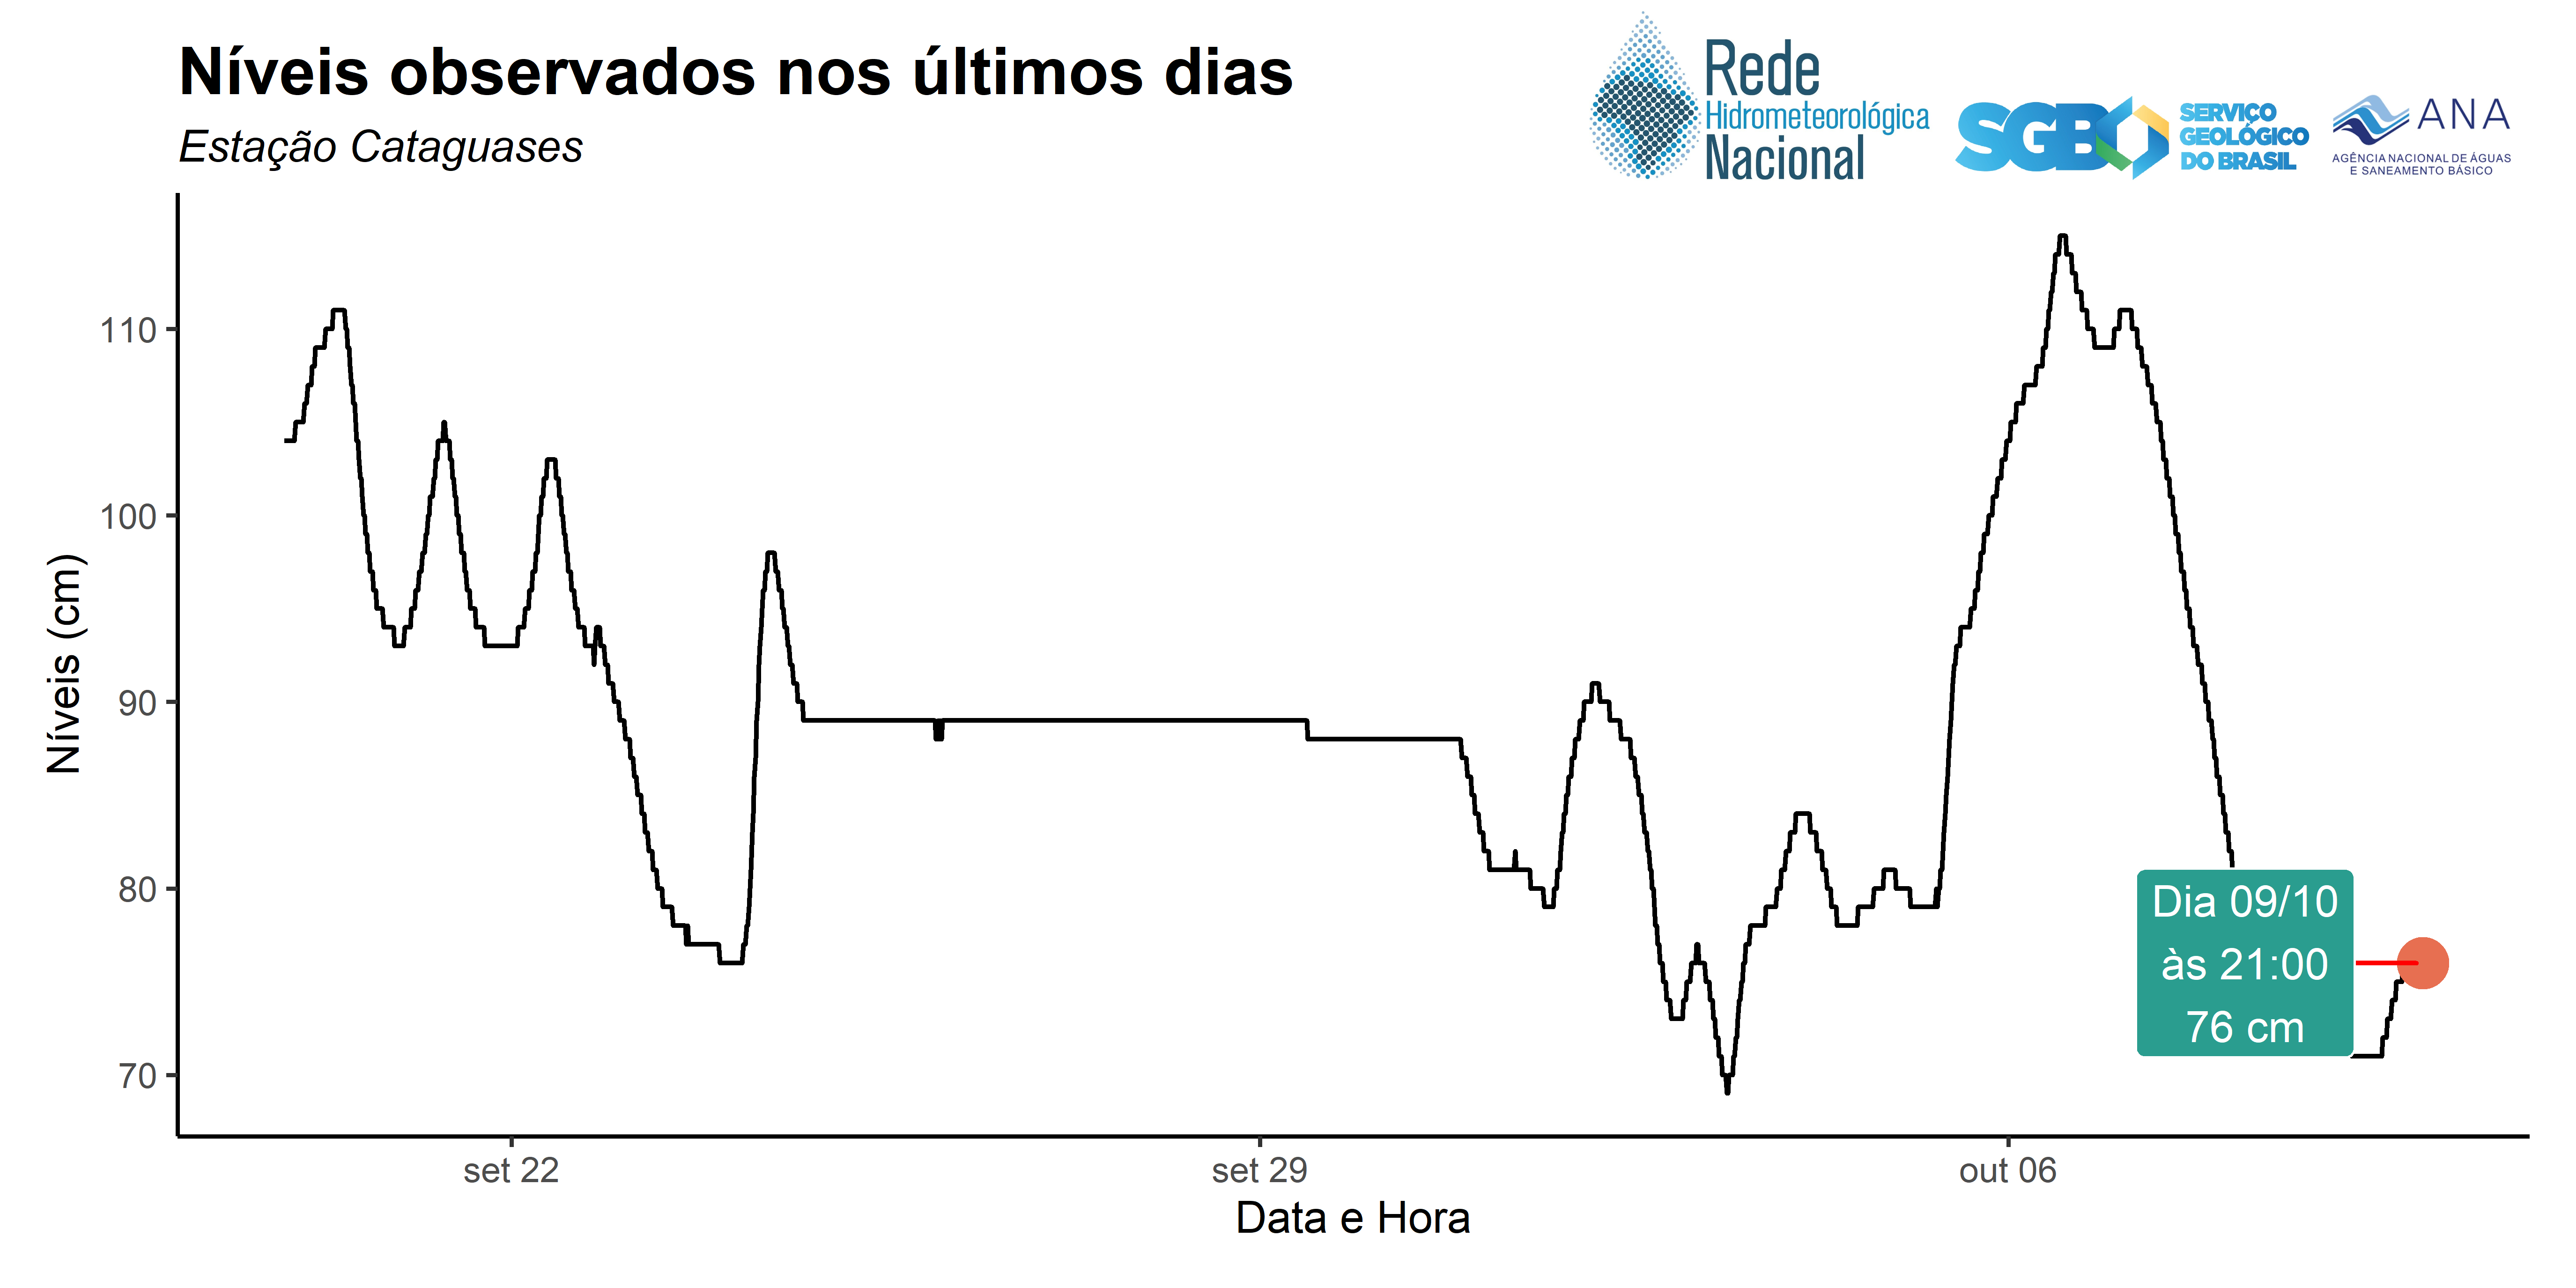 Níveis observados nos últimos dias
Estação Cataguases
Rede
Hidrometeorológica
Nacional
SGB
SERVIÇO
GEOLÓGICO
DO BRASIL
ANA
AGÊNCIA NACIONAL DE ÁGUAS
E SANEAMENTO BÁSICO
Níveis (cm)
110
100
90
80
70
Dia 09/10
às 21:00
76 cm
set 22
set 29
out 06
Data e Hora